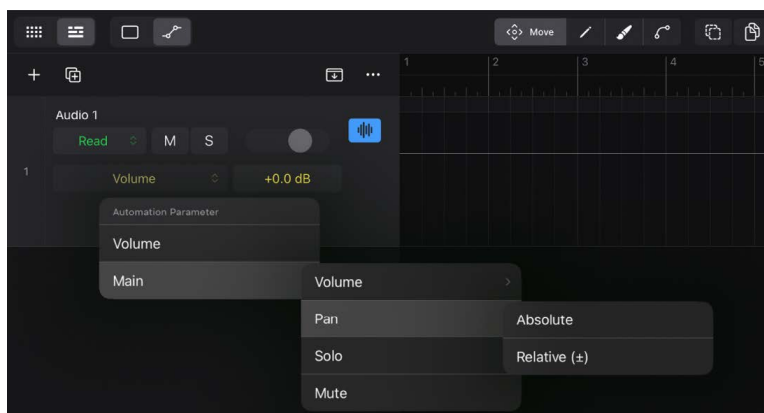 Move
1 2 3 4 5
Audio 1
Read M S
1
Volume +0.0 dB
Automation Parameter
Volume
Main
Volume
Pan
Absolute
Solo
Relative (±)
Mute